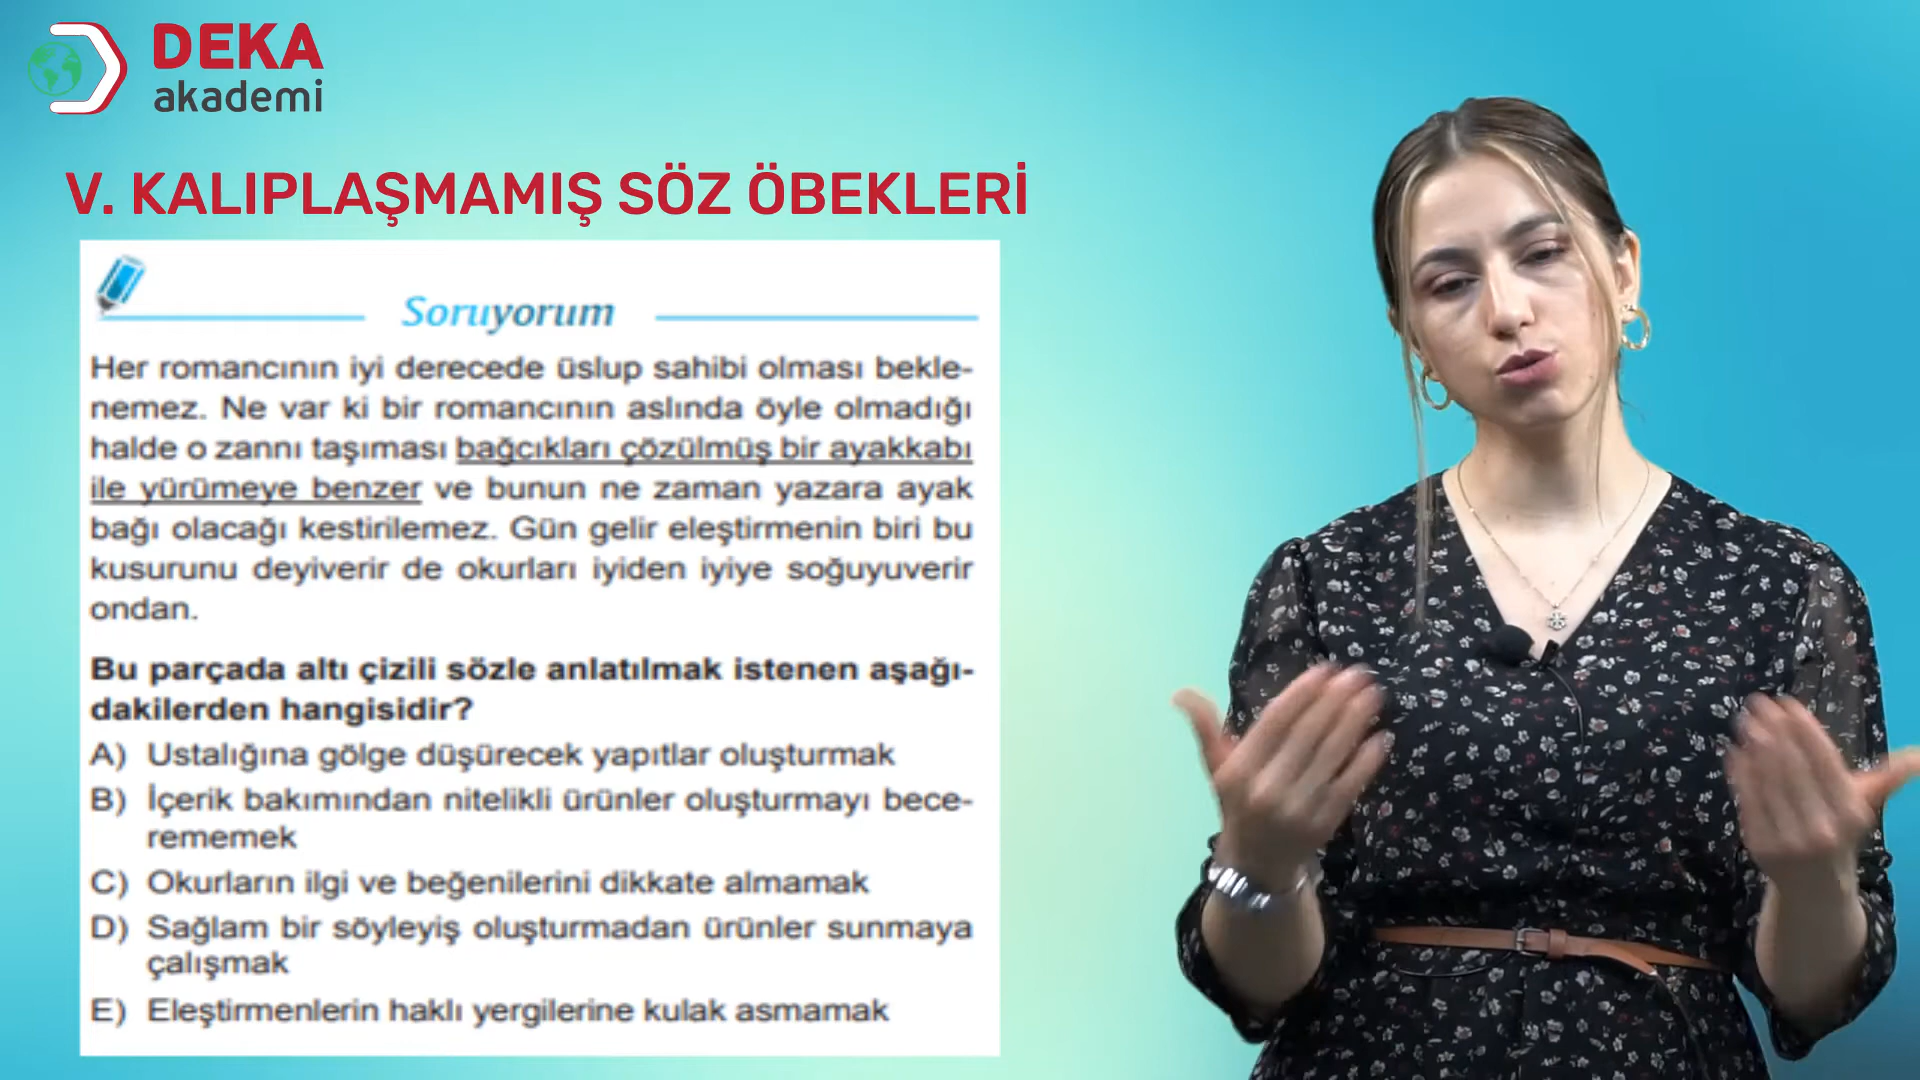 DEKA
akademi
V. KALIPLAŞMAMIŞ SÖZ ÖBEKLERİ
Soruyorum
Her romancının iyi derecede üslup sahibi olması bekle-
nemez. Ne var ki bir romancının aslında öyle olmadığı
halde o zannı taşıması bağcıkları çözülmüş bir ayakkabı
ile yürümeye benzer ve bunun ne zaman yazara ayak
bağı olacağı kestirilemez. Gün gelir eleştirmenin biri bu
kusurunu deyiverir de okurları iyiden iyiye soğuyuverir
ondan.
Bu parçada altı çizili sözle anlatılmak istenen aşağı-
dakilerden hangisidir?
A) Ustalığına gölge düşürecek yapıtlar oluşturmak
B) İçerik bakımından nitelikli ürünler oluşturmayı bece-
rememek
C) Okurların ilgi ve beğenilerini dikkate almamak
D) Sağlam bir söyleyiş oluşturmadan ürünler sunmaya
çalışmak
E) Eleştirmenlerin haklı yergilerine kulak asmamak